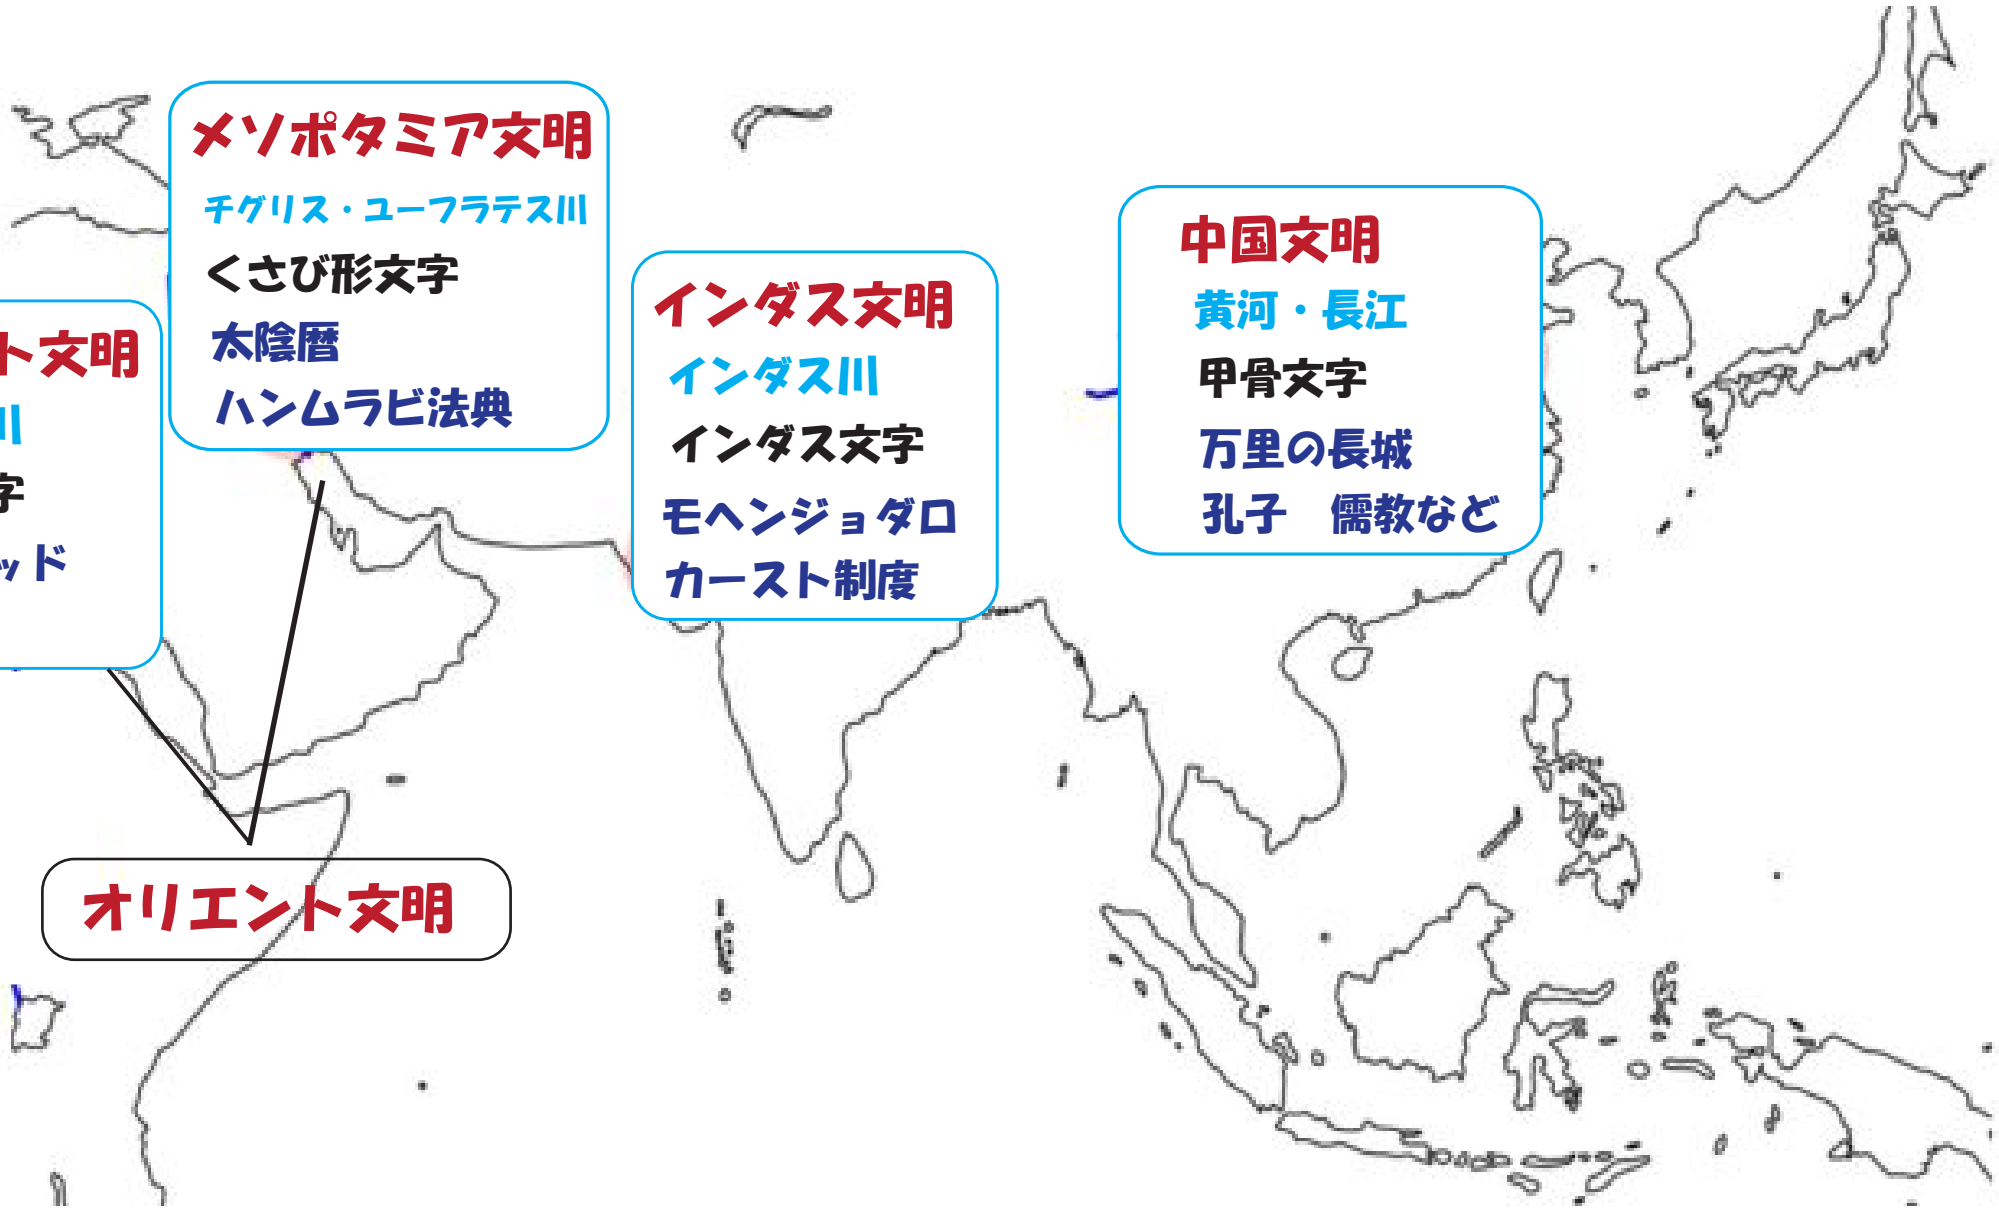 メソポタミア文明
チグリス・ユーフラテス川
くさび形文字
太陰暦
ハンムラビ法典
ト文明
川
字
ッド
インダス文明
インダス川
インダス文字
モヘンジョダロ
カースト制度
中国文明
黄河・長江
甲骨文字
万里の長城
孔子　儒教など
オリエント文明